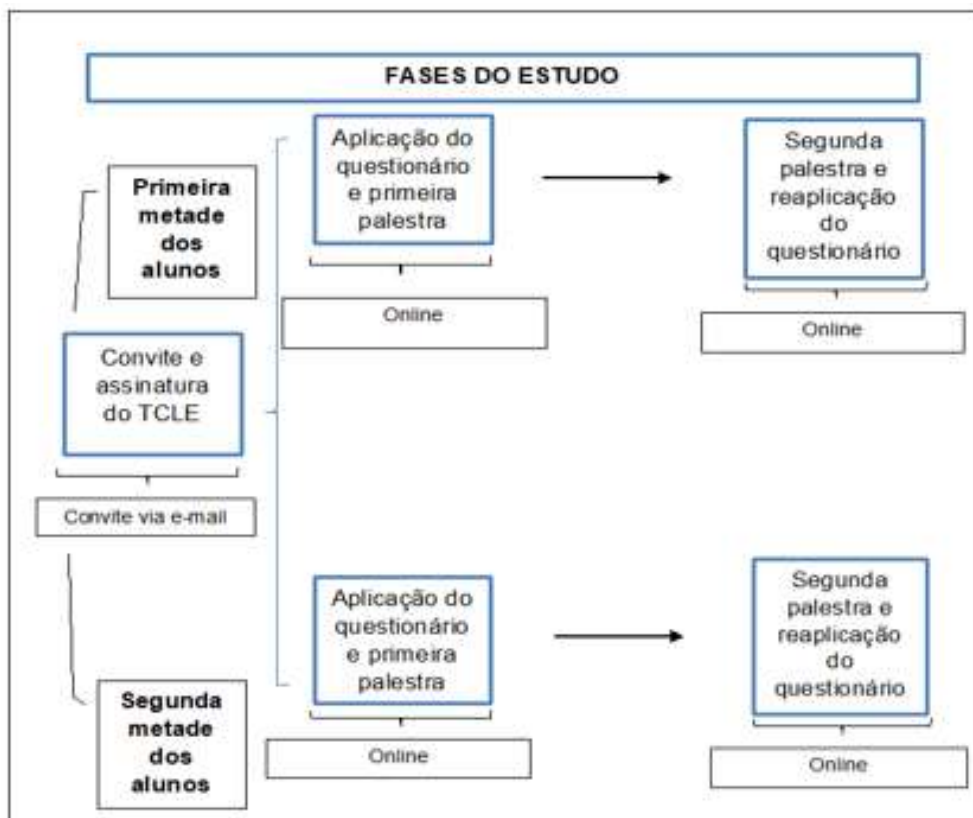 FASES DO ESTUDO
Primeira
metade
dos
alunos
Aplicação do
questionário
e primeira
palestra
Online
Segunda
palestra e
reaplicação
do
questionário
Online
Convite e
assinatura
do TCLE
Convite via e-mail
Segunda
metade
dos
alunos
Aplicação do
questionário
e primeira
palestra
Online
Segunda
palestra e
reaplicação
do
questionário
Online